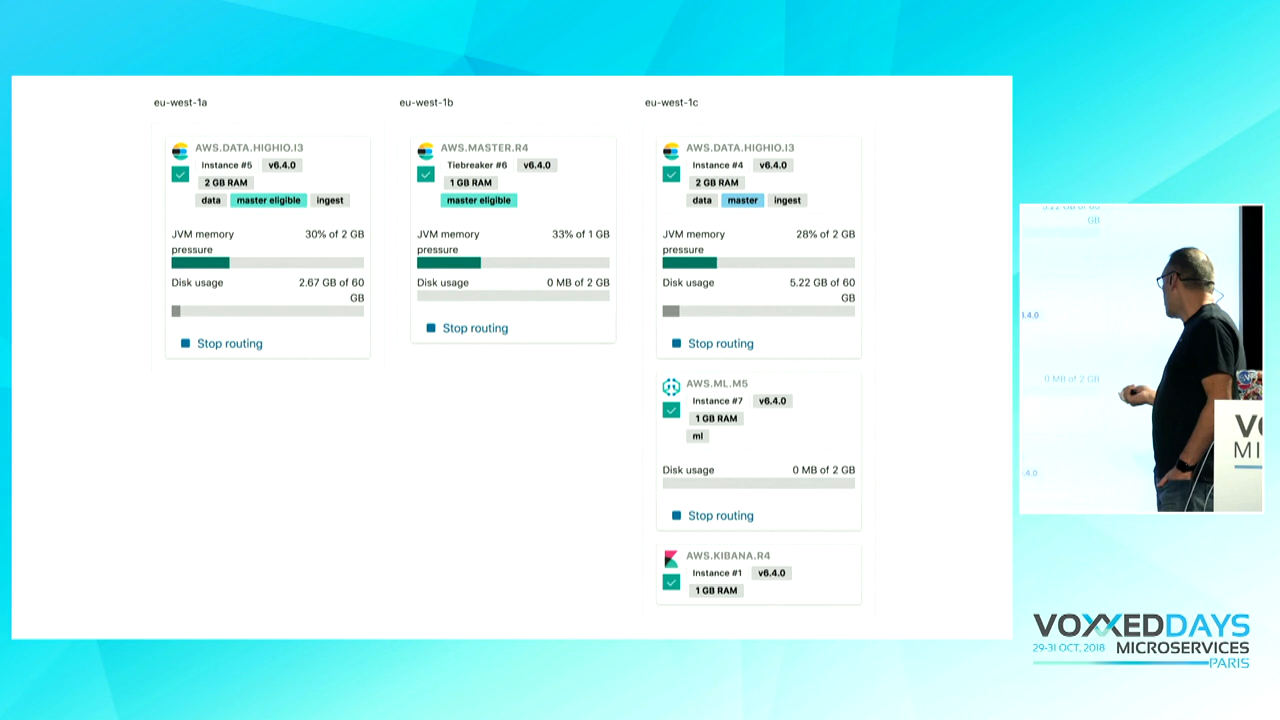 eu-west-1a
AWS.DATA.HIGHIO.I3
Instance #5 v6.4.0
2 GB RAM
data master eligible ingest
JVM memory pressure 30% of 2 GB
Disk usage 2.67 GB of 60 GB
Stop routing
eu-west-1b
AWS.MASTER.R4
Tiebreaker #6 v6.4.0
1 GB RAM
master eligible
JVM memory pressure 33% of 1 GB
Disk usage 0 MB of 2 GB
Stop routing
eu-west-1c
AWS.DATA.HIGHIO.I3
Instance #4 v6.4.0
2 GB RAM
data master ingest
JVM memory pressure 28% of 2 GB
Disk usage 5.22 GB of 60 GB
Stop routing
AWS.ML.M5
Instance #7 v6.4.0
1 GB RAM
ml
Disk usage 0 MB of 2 GB
Stop routing
AWS.KIBANA.R4
Instance #1 v6.4.0
1 GB RAM
GB
0 MB of 2 GB
VOXXEDDAYS
29-31 OCT, 2018 MICROSERVICES
PARIS